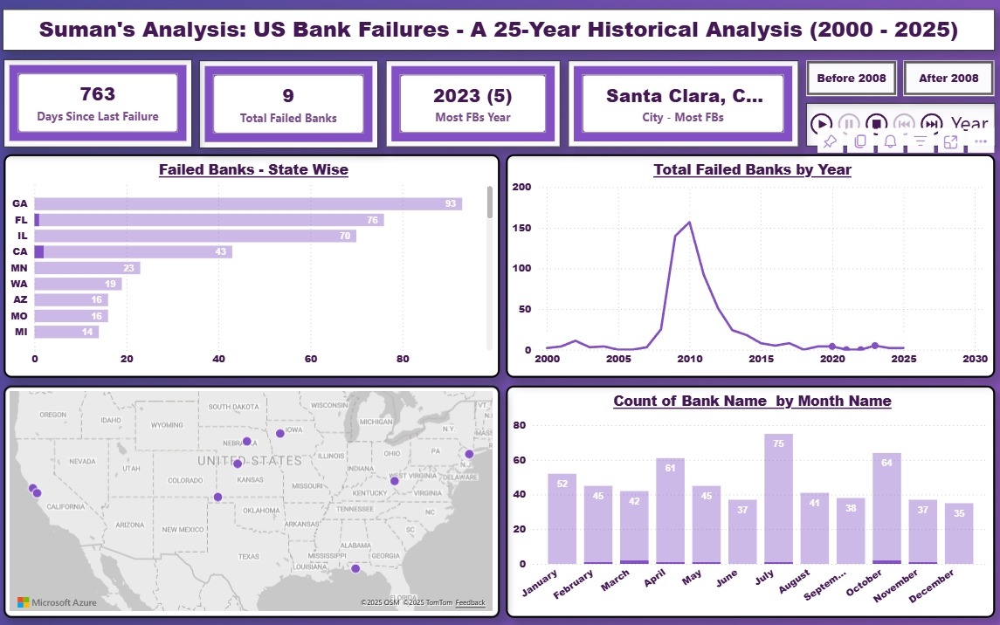 Suman's Analysis: US Bank Failures - A 25-Year Historical Analysis (2000 - 2025)
763
Days Since Last Failure
9
Total Failed Banks
2023 (5)
Most FBs Year
Santa Clara, C...
City - Most FBs
Before 2008
After 2008
Year
Failed Banks - State Wise
GA 93
FL 76
IL 70
CA 43
MN 23
WA 19
AZ 16
MO 16
MI 14
0 20 40 60 80
Total Failed Banks by Year
200
150
100
50
0
2000 2005 2010 2015 2020 2025 2030
WISCONSIN
VT.
SOUTH DAKOTA
OREGON
IDAHO
WYOMING
MICHIGAN
N.Y.
MASS
IOWA
NEBRA
NEVADA
UTAH
UNITED STATES
ILLINOIS
OHIO
PA
INDIANA
COLORADO
KANSAS
MISSOURI
WEST VIRGINIA
DELAWARE
KENTUCKY
VIRGINIA
CALIFORNIA
OKLAHOMA
TENNESSEE
NC
ARIZONA
NEW MEXICO
ARKANSAS
SC
TEXAS
MISSISSIPPI
ALABAMA
GEORGIA
LOUISIANA
FLORIDA
Microsoft Azure
©2025 OSM ©2025 TomTom Feedback
Count of Bank Name by Month Name
80
60
40
20
0
52 45 42 61 45 37 75 41 38 64 37 35
January February March April May June July August Septem... October November December